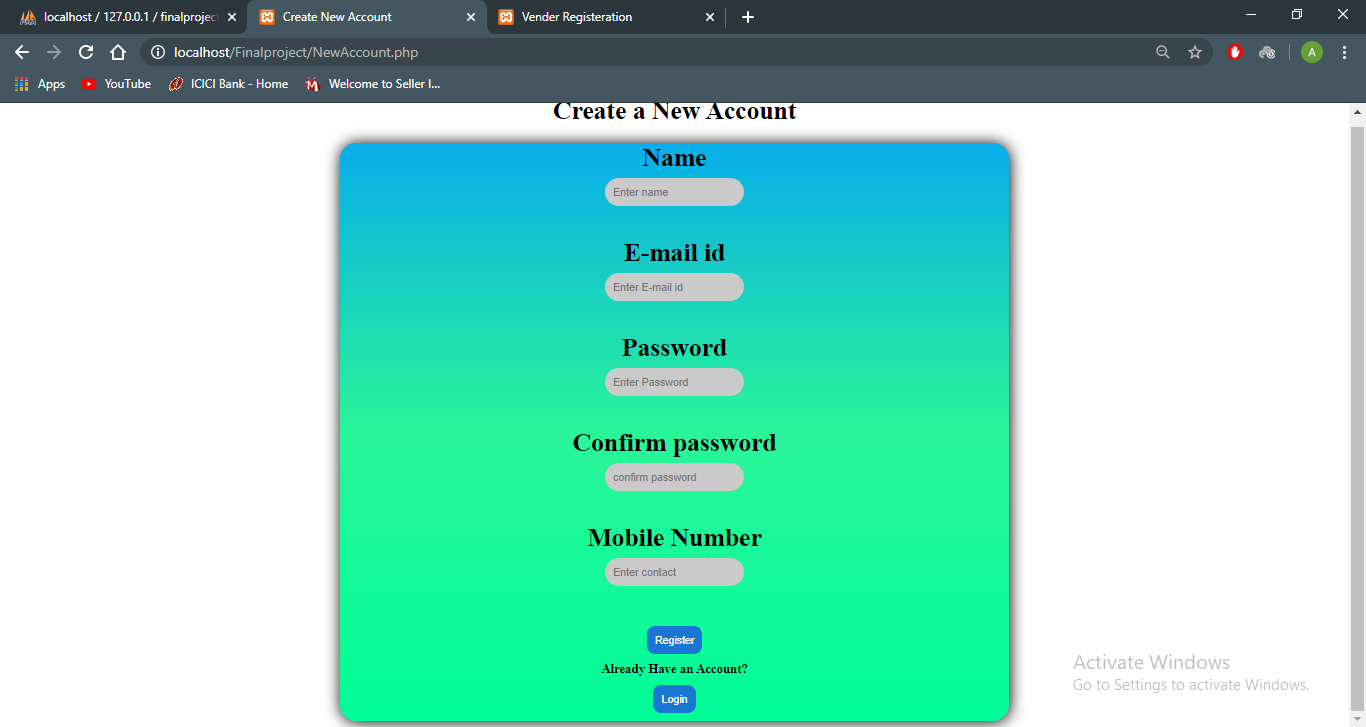 localhost / 127.0.0.1 / finalprojec
Create New Account
Vender Registeration
localhost/Finalproject/NewAccount.php
A
Apps
YouTube
ICICI Bank - Home
M
Welcome to Seller I...
Create a New Account
Name
Enter name
E-mail id
Enter E-mail id
Password
Enter Password
Confirm password
confirm password
Mobile Number
Enter contact
Register
Already Have an Account?
Login
Activate Windows
Go to Settings to activate Windows.